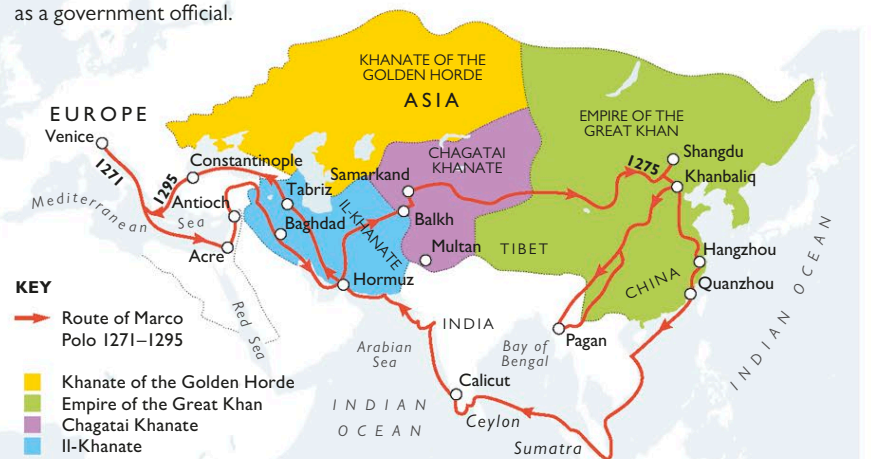 as a government official.
KHANATE OF THE
GOLDEN HORDE
ASIA
EUROPE
Venice
1271
1295
Constantinople
Mediterranean
Sea
Antioch
Acre
Tabriz
Baghdad
IL-KHANATE
Samarkand
CHAGATAI
KHANATE
Balkh
Multan
Hormuz
EMPIRE OF THE
GREAT KHAN
1275
Shangdu
Khanbaliq
TIBET
CHINA
Hangzhou
Quanzhou
INDIAN OCEAN
Red Sea
INDIA
Arabian
Sea
Bay of
Bengal
Pagan
Calicut
Ceylon
Sumatra
INDIAN
OCEAN
KEY
Route of Marco
Polo 1271–1295
Khanate of the Golden Horde
Empire of the Great Khan
Chagatai Khanate
Il-Khanate